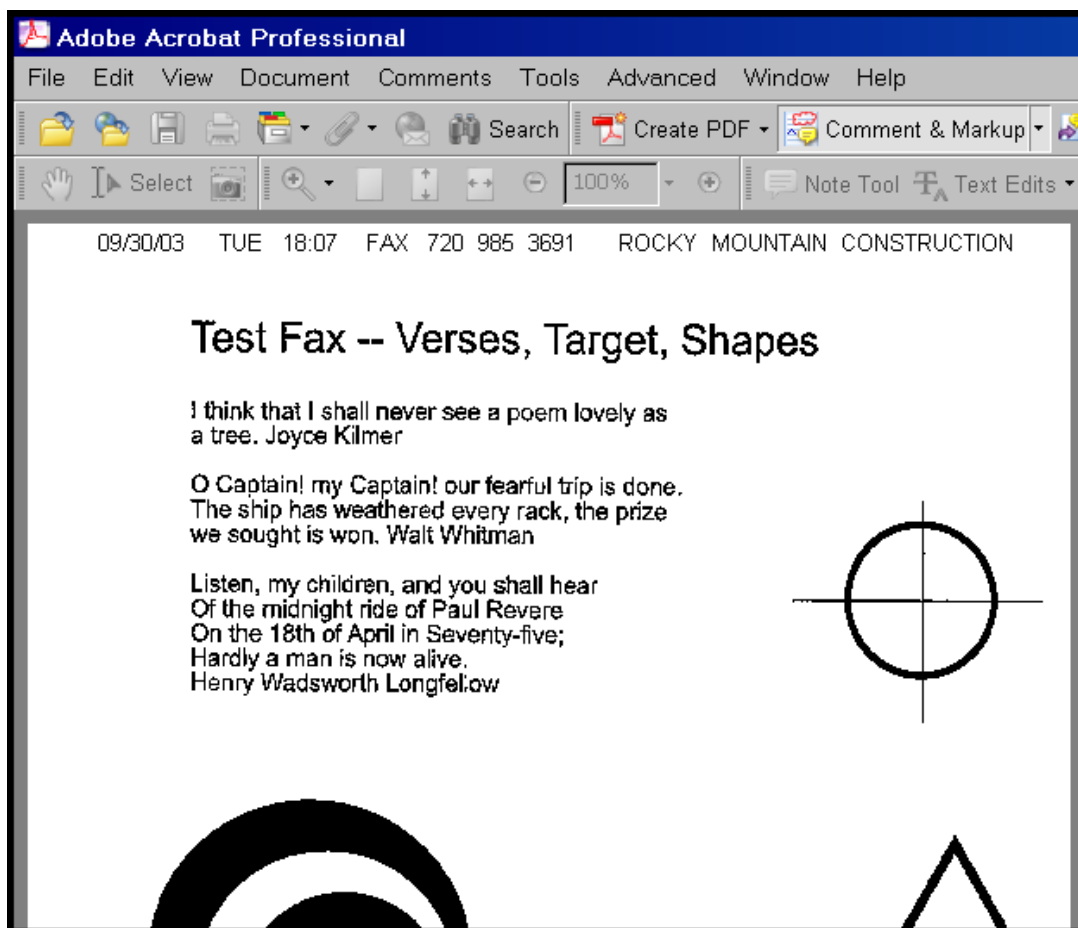 Adobe Acrobat Professional
File Edit View Document Comments Tools Advanced Window Help
Search Create PDF Comment & Markup
Select 100% Note Tool Text Edits
09/30/03 TUE 18:07 FAX 720 985 3691 ROCKY MOUNTAIN CONSTRUCTION
Test Fax -- Verses, Target, Shapes
I think that I shall never see a poem lovely as
a tree. Joyce Kilmer
O Captain! my Captain! our fearful trip is done.
The ship has weathered every rack, the prize
we sought is won. Walt Whitman
Listen, my children, and you shall hear
Of the midnight ride of Paul Revere
On the 18th of April in Seventy-five;
Hardly a man is now alive.
Henry Wadsworth Longfellow